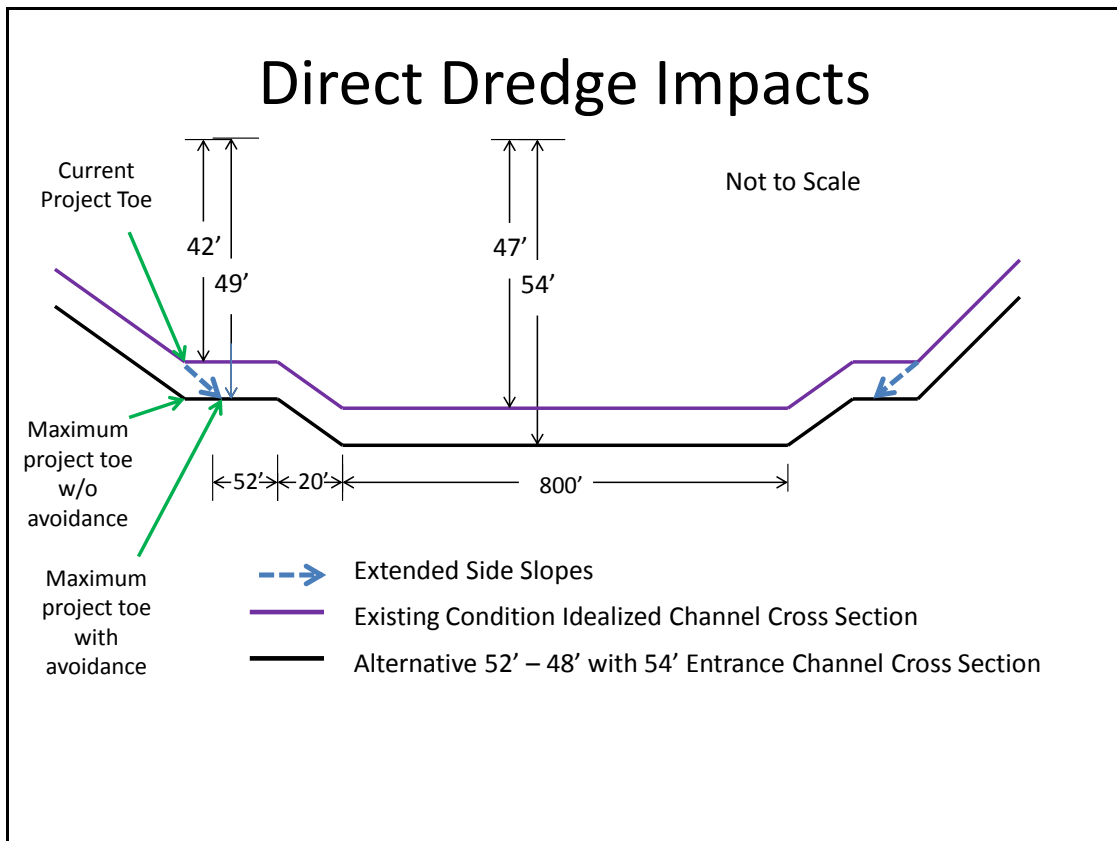 Direct Dredge Impacts
Current
Project Toe
Not to Scale
42’
47’
49’
54’
Maximum
project toe
w/o
avoidance
52’
20’
800’
Maximum
project toe
with
avoidance
Extended Side Slopes
Existing Condition Idealized Channel Cross Section
Alternative 52’ – 48’ with 54’ Entrance Channel Cross Section